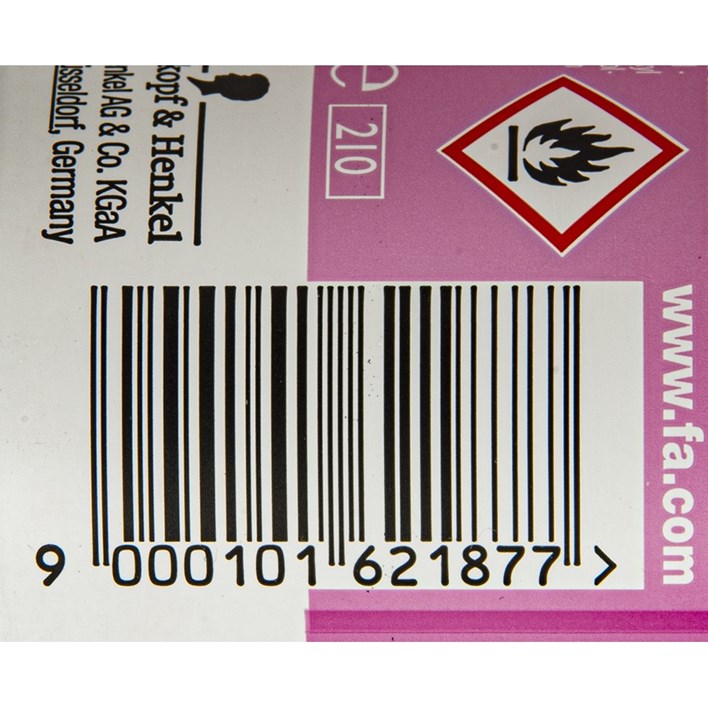 kopf & Henkel
nkel AG & Co. KGaA
sseldorf, Germany
e
210
www.fa.com
9 000101 621877 >